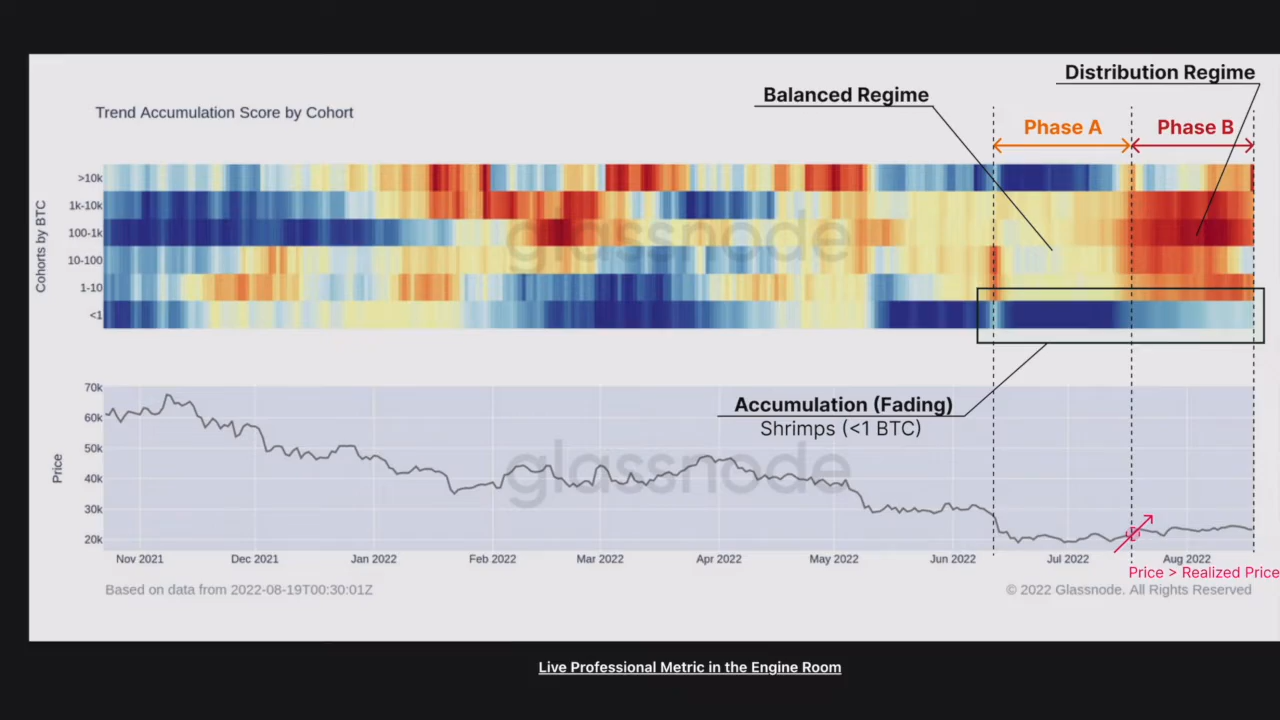 Distribution Regime
Balanced Regime
Trend Accumulation Score by Cohort
Phase A
Phase B
Cohorts by BTC
>10k
1k-10k
100-1k
10-100
1-10
<1
glassnode
Accumulation (Fading)
Shrimps (<1 BTC)
Price
70k
60k
50k
40k
30k
20k
glassnode
Nov 2021
Dec 2021
Jan 2022
Feb 2022
Mar 2022
Apr 2022
May 2022
Jun 2022
Jul 2022
Aug 2022
Price > Realized Price
Based on data from 2022-08-19T00:30:01Z
© 2022 Glassnode. All Rights Reserved
Live Professional Metric in the Engine Room